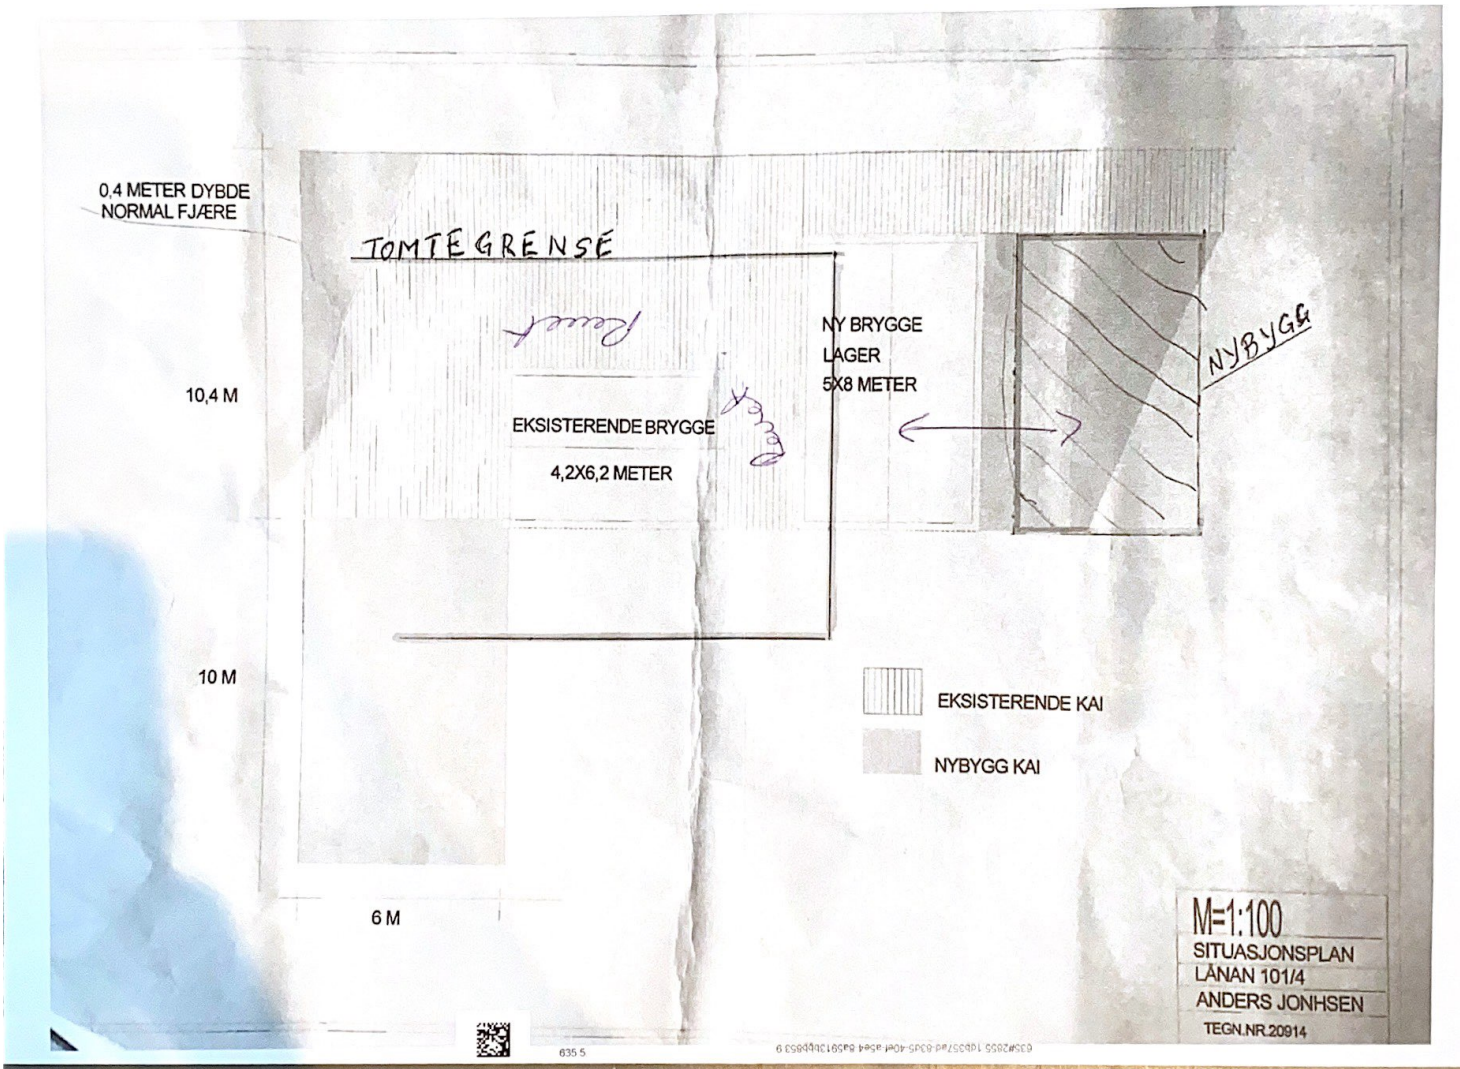 0,4 METER DYBDE
NORMAL FJÆRE
TOMTEGRENSE
NY BRYGGE
LAGER
5X8 METER
NYBYGG
10,4 M
EKSISTERENDE BRYGGE
4,2X6,2 METER
10 M
EKSISTERENDE KAI
NYBYGG KAI
6 M
M=1:100
SITUASJONSPLAN
LÅNAN 101/4
ANDERS JONHSEN
TEGN.NR.20914
635 5